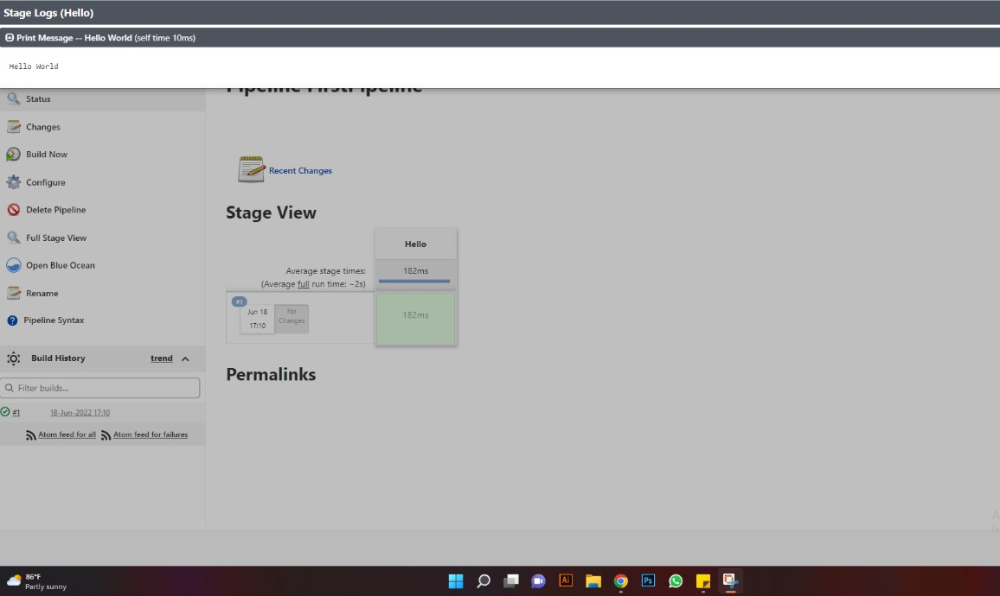 Stage Logs (Hello)
Print Message -- Hello World (self time 10ms)
Hello World
Pipeline FirstPipeline
Status
Changes
Build Now
Configure
Delete Pipeline
Full Stage View
Open Blue Ocean
Rename
Pipeline Syntax
Build History trend
Filter builds...
#1 18-Jun-2022 17:10
Atom feed for all Atom feed for failures
Recent Changes
Stage View
Hello
Average stage times: 182ms
(Average full run time: ~2s)
#1
Jun 18
17:10
No
Changes
182ms
Permalinks
86°F
Partly sunny
Ai
Ps